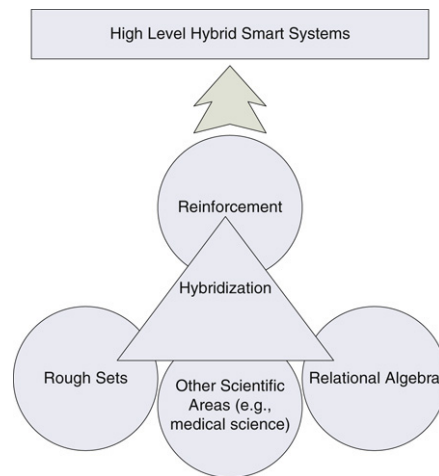 High Level Hybrid Smart Systems
Reinforcement
Hybridization
Rough Sets
Other Scientific
Areas (e.g.,
medical science)
Relational Algebra